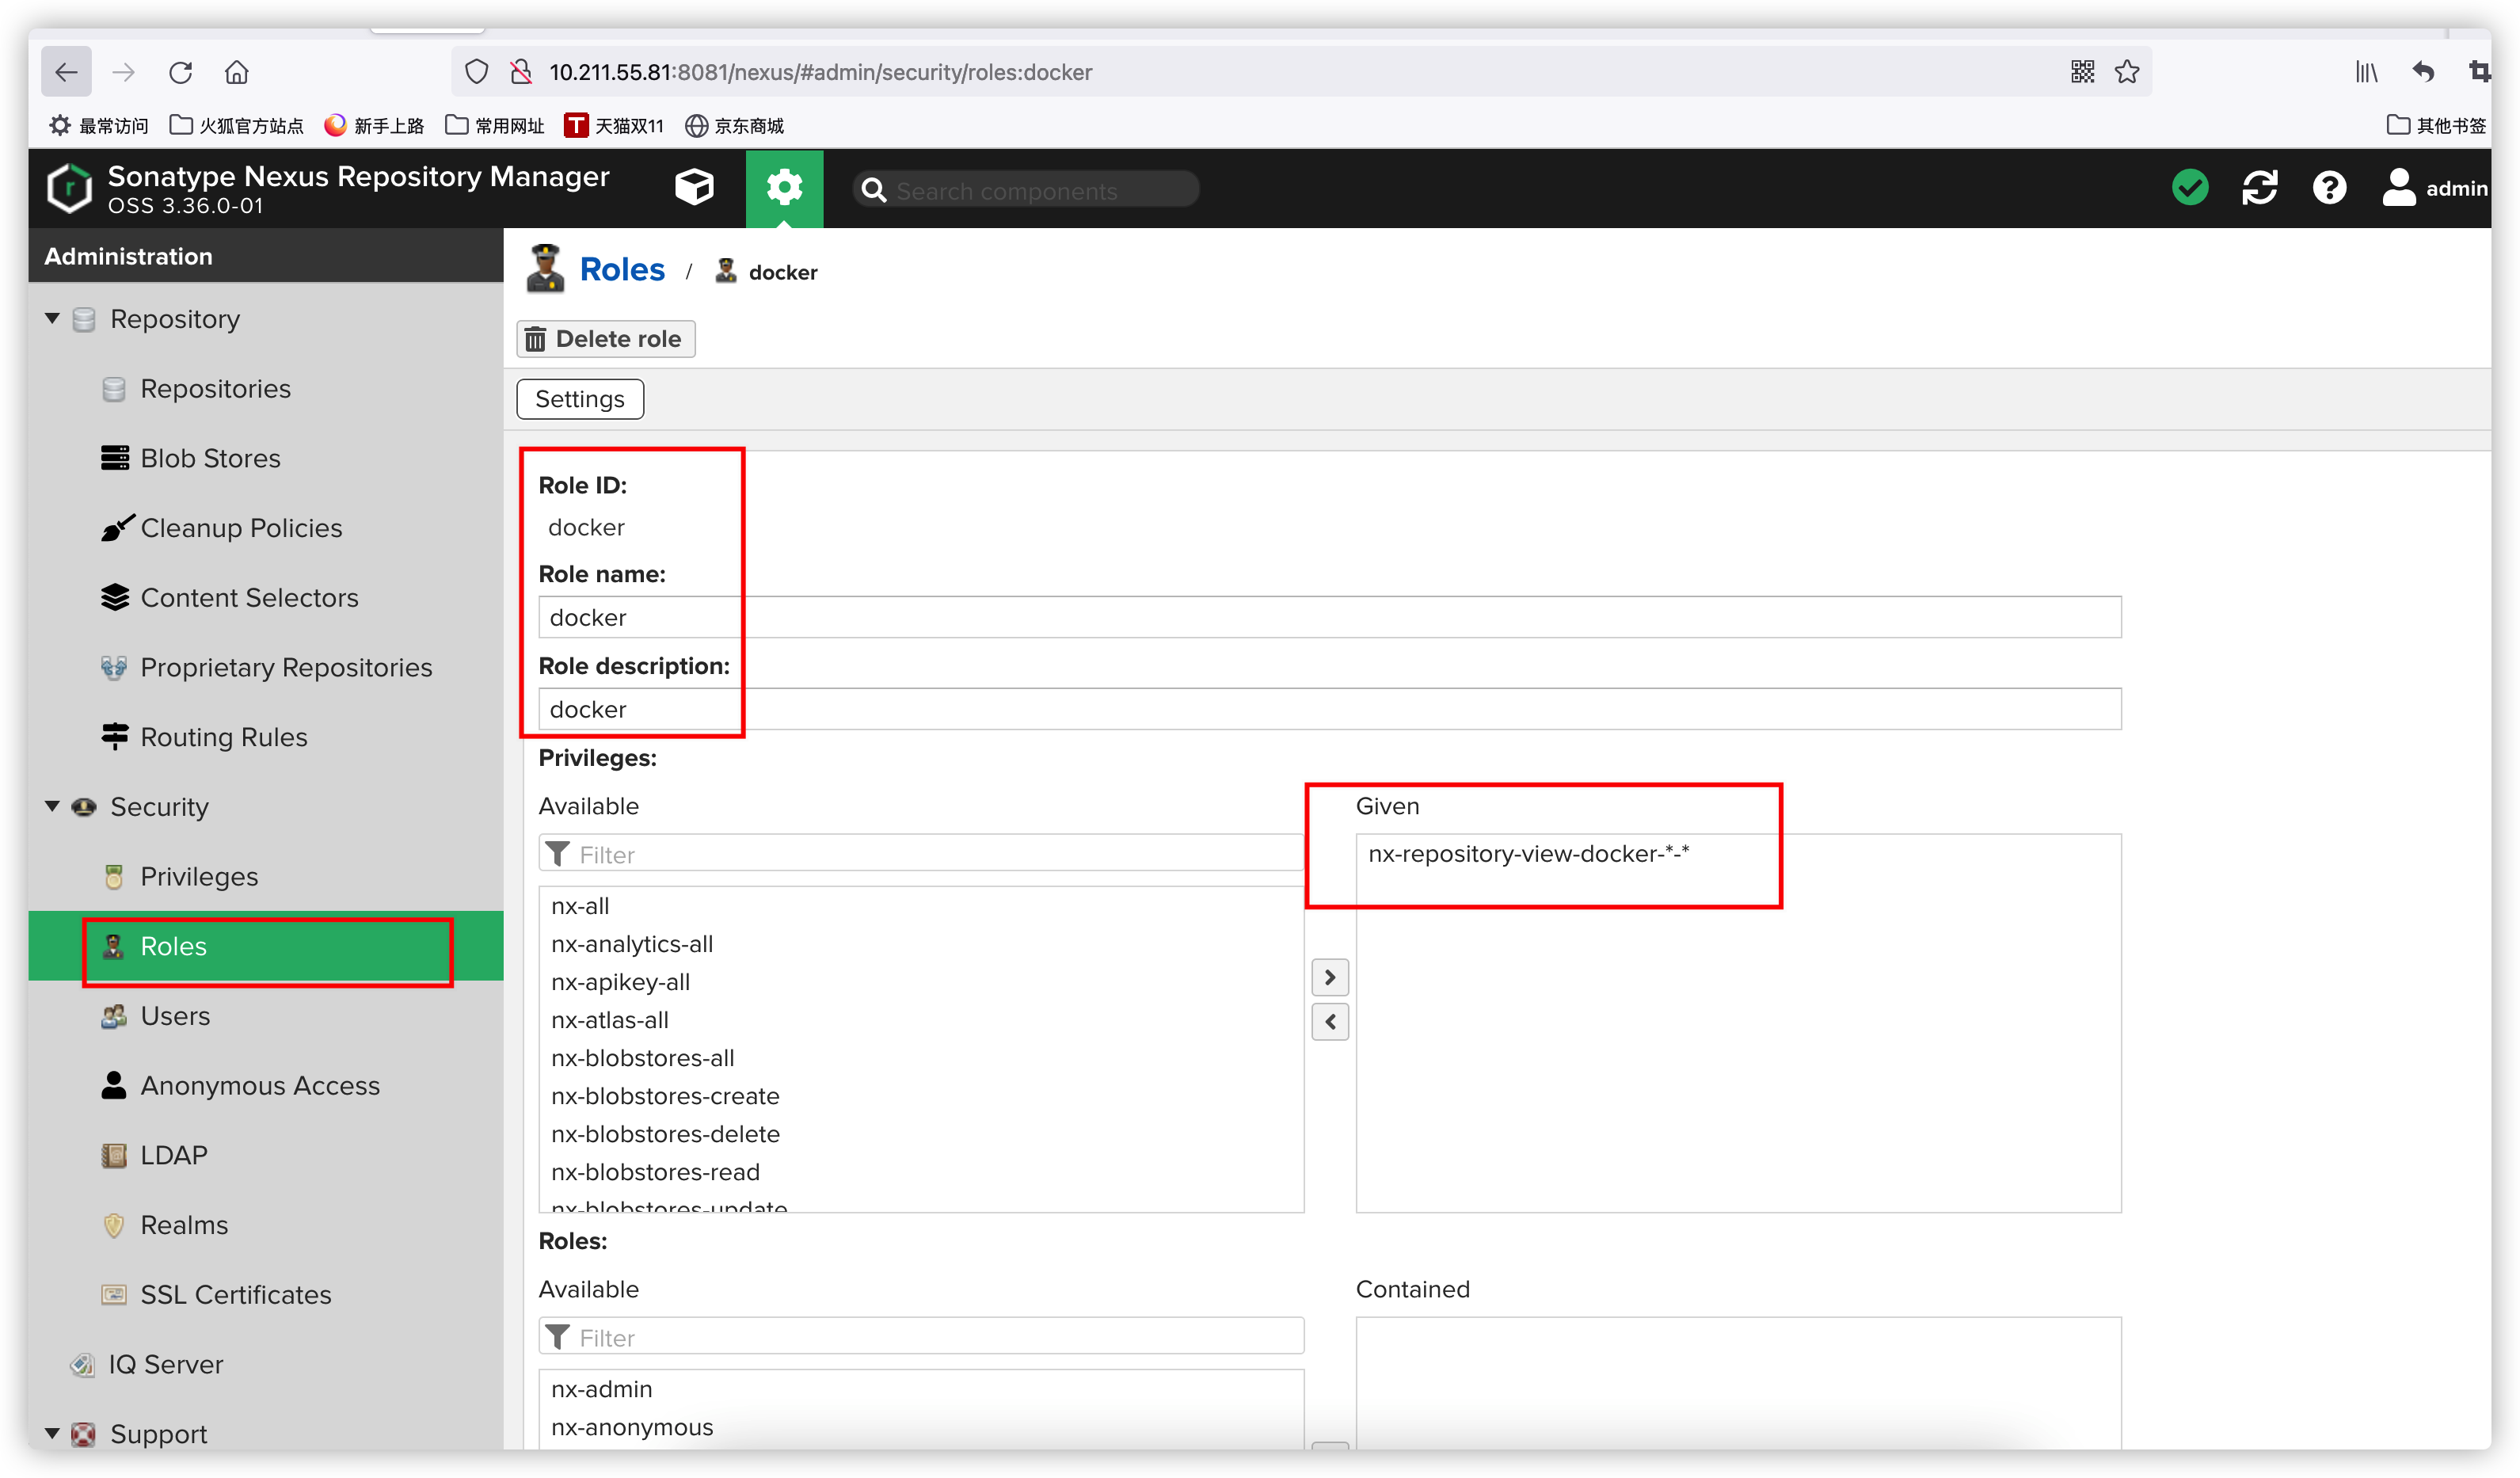 10.211.55.81:8081/nexus/#admin/security/roles:docker
最常访问 火狐官方站点 新手上路 常用网址 T 天猫双11 京东商城 其他书签
Sonatype Nexus Repository Manager
OSS 3.36.0-01
Search components
admin
Administration
Repository
Repositories
Blob Stores
Cleanup Policies
Content Selectors
Proprietary Repositories
Routing Rules
Security
Privileges
Roles
Users
Anonymous Access
LDAP
Realms
SSL Certificates
IQ Server
Support
Roles / docker
Delete role
Settings
Role ID:
docker
Role name:
docker
Role description:
docker
Privileges:
Available
Filter
nx-all
nx-analytics-all
nx-apikey-all
nx-atlas-all
nx-blobstores-all
nx-blobstores-create
nx-blobstores-delete
nx-blobstores-read
nx-blobstores-update
Given
nx-repository-view-docker-*-*
Roles:
Available
Filter
nx-admin
nx-anonymous
Contained